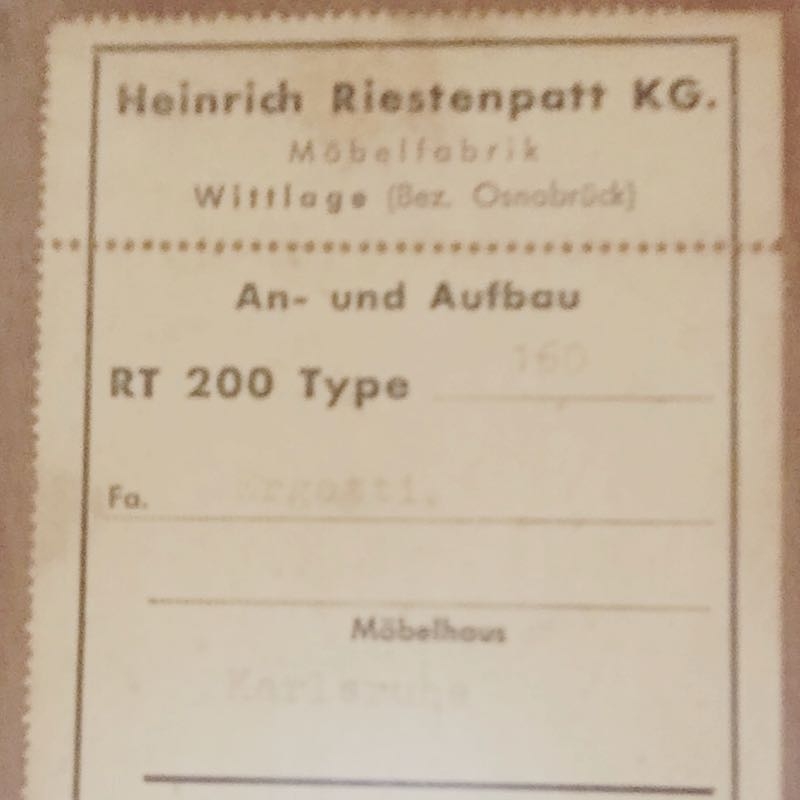 Heinrich Riestenpatt KG.
Möbelfabrik
Wittlage (Bez. Osnabrück)
An- und Aufbau
RT 200 Type 160
Fa.
Möbelhaus
Karlsruhe